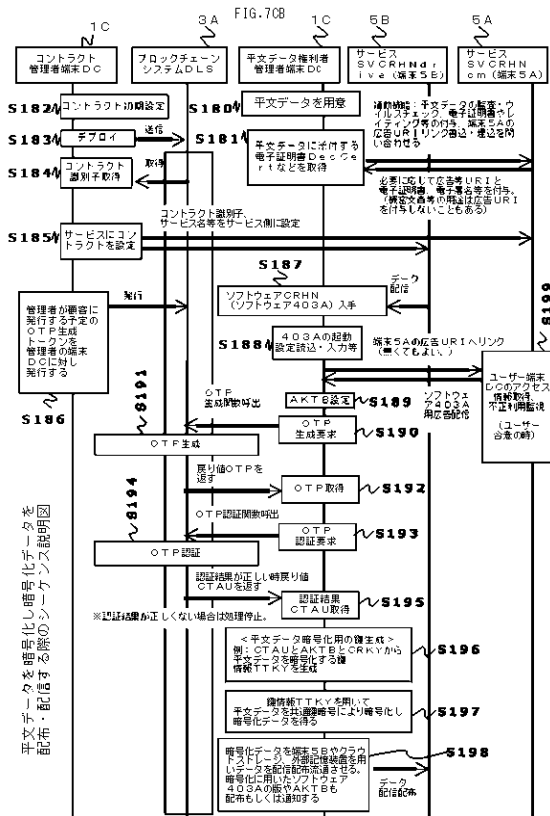 FIG.7CB
1C
3A
1C
5B
5A
コントラクト
管理者端末DC
ブロックチェーン
システムDLS
平文データ権利者
管理者端末DC
サービス
SVCRHNdr
ive(端末5B)
サービス
SVCRHN
cm(端末5A)
S182
コントラクト初期設定
S180
平文データを用意
S183
デプロイ
送信
S181
平文データに添付する
電子証明書DecCe
rtなどを取得
監査・ウ
イルスチェック、電子証明書やレ
イティング等の付与、端末5Aの
広告URIリンク書込・埋込を問
い合わせる
S184
コントラクト
識別子取得
取得
必要に応じて広告等URIと
電子証明書、電子署名等を付与。
を付与しないこともある)
コントラクト識別子、
サービス名等をサービス側に設定
S185
サービスにコン
トラクトを設定
S187
ソフトウェアCRHN
(ソフトウェア403A)入手
データ
配信
S199
発行
管理者が顧客に
発行する予定の
OTP生成
トークンを
管理者の端末
DCに対し
発行する
S186
S188
403Aの起動
設定読込・入力等
端末5Aの広告URIへリンク
(無くてもよい、)
ユーザー端末
DCのアクセス
情報取得、
不正利用監視
(ユーザー
合意の時)
S191
OTP
生成関数呼出
AKTB設定
S189
ソフトウェ
ア403A
用広告配信
OTP
生成要求
S190
OTP生成
戻り値OTPを
返す
S194
OTP取得
S192
OTP認証関数呼出
OTP
認証要求
S193
OTP認証
認証結果が正しい時戻り値
CTAUを返す
認証結果
CTAU取得
S195
※認証結果が正しくない場合は処理停止。
<平文データ暗号化用の鍵生成>
例:CTAUとAKTBとCRKYから
平文データを暗号化する鍵
情報TTKYを生成
S196
鍵情報TTKYを用いて
平文データを共通鍵暗号により暗号化し
暗号化データを得る
S197
暗号化データを端末5Bやクラウ
ドストレージ、外部記憶装置を用
いデータを配信配布流通させる。
暗号化に用いたソフトウェア
403Aの版やAKTBも
配布もしくは通知する
S198
データ
配信配布
平文データを暗号化し暗号化データを
配布・配信する際のシーケンス説明図